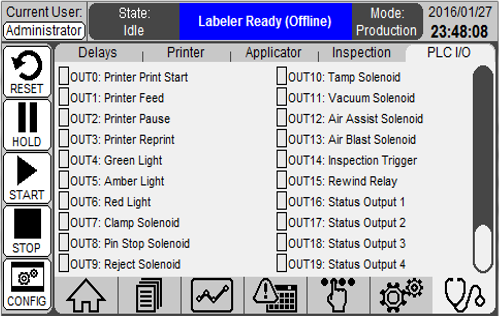 Current User:
Administrator
State:
Idle
Labeler Ready (Offline)
Mode:
Production
2016/01/27
23:48:08
Delays
Printer
Applicator
Inspection
PLC I/O
RESET
HOLD
START
STOP
CONFIG
OUT0: Printer Print Start
OUT1: Printer Feed
OUT2: Printer Pause
OUT3: Printer Reprint
OUT4: Green Light
OUT5: Amber Light
OUT6: Red Light
OUT7: Clamp Solenoid
OUT8: Pin Stop Solenoid
OUT9: Reject Solenoid
OUT10: Tamp Solenoid
OUT11: Vacuum Solenoid
OUT12: Air Assist Solenoid
OUT13: Air Blast Solenoid
OUT14: Inspection Trigger
OUT15: Rewind Relay
OUT16: Status Output 1
OUT17: Status Output 2
OUT18: Status Output 3
OUT19: Status Output 4